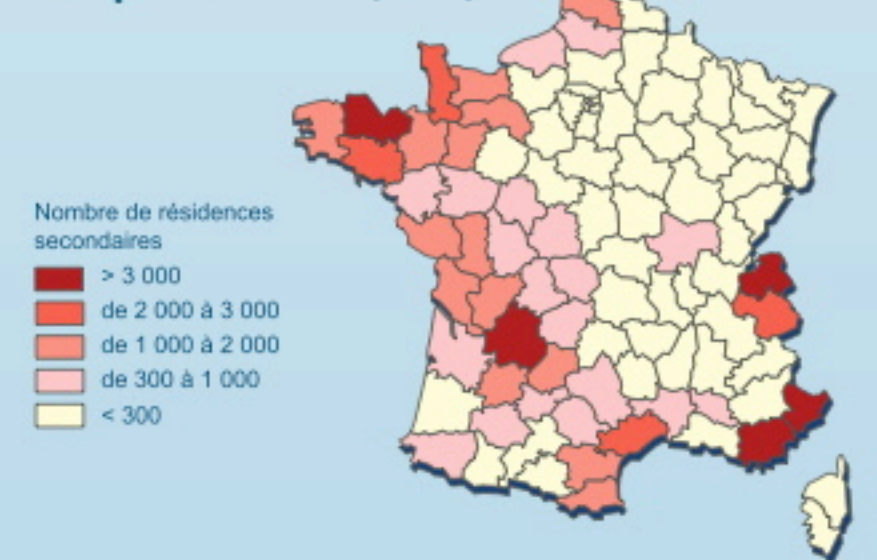 Nombre de résidences
secondaires
> 3 000
de 2 000 à 3 000
de 1 000 à 2 000
de 300 à 1 000
< 300